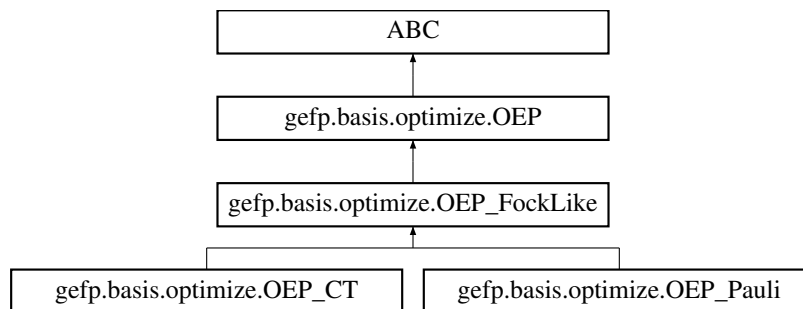 ABC
gefp.basis.optimize.OEP
gefp.basis.optimize.OEP_FockLike
gefp.basis.optimize.OEP_CT
gefp.basis.optimize.OEP_Pauli